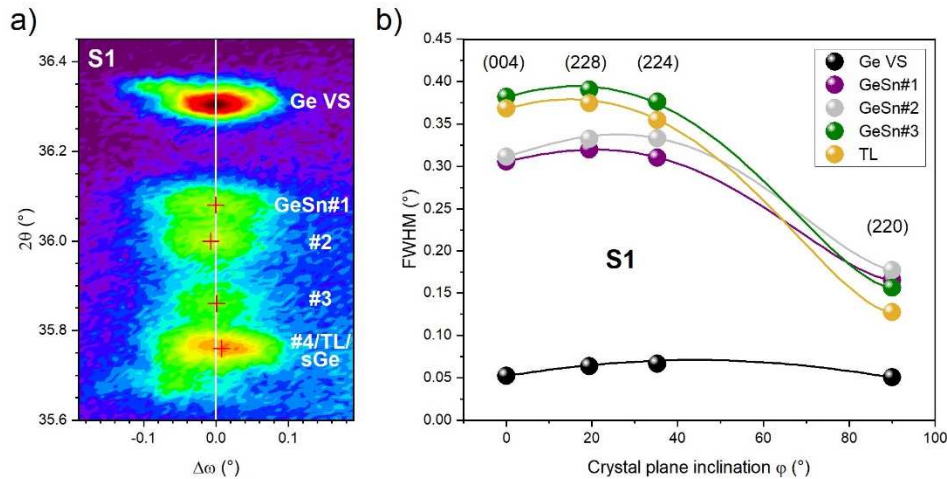 a)
S1
Ge VS
GeSn#1
#2
#3
#4/TL/
sGe
36.4
36.2
36.0
35.8
35.6
2θ (°)
-0.1
0.0
0.1
Δω (°)
b)
0.45
0.40
0.35
0.30
0.25
0.20
0.15
0.10
0.05
0.00
FWHM (°)
(004)
(228)
(224)
(220)
S1
Ge VS
GeSn#1
GeSn#2
GeSn#3
TL
0
20
40
60
80
100
Crystal plane inclination φ (°)